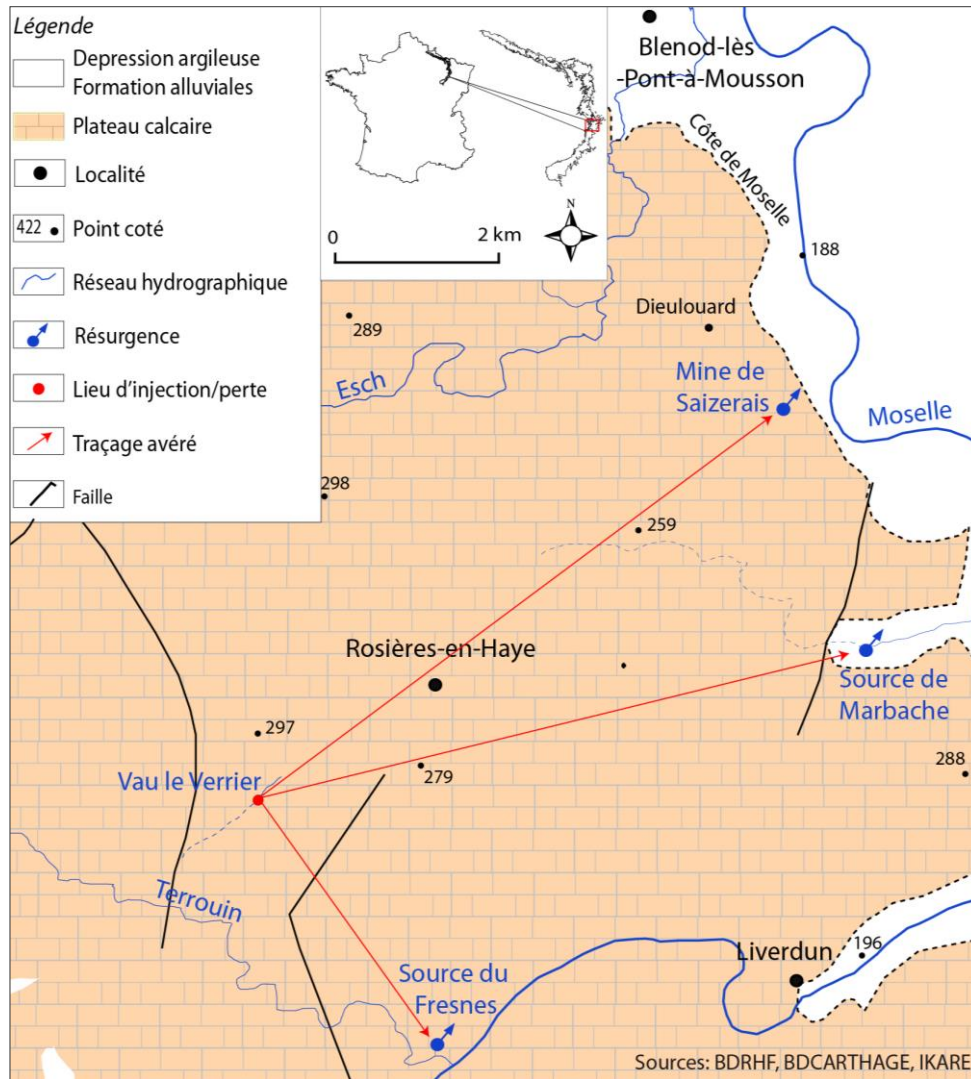 Légende
Depression argileuse
Formation alluviales
Plateau calcaire
Localité
422
Point coté
Réseau hydrographique
Résurgence
Lieu d'injection/perte
Traçage avéré
Faille
N
0
2 km
Blenod-lès
-Pont-à-Mousson
Côte de Moselle
188
Dieulouard
289
Esch
Mine de
Saizerais
Moselle
298
259
Rosières-en-Haye
Source de
Marbache
297
279
288
Vau le Verrier
Terrouin
Liverdun
196
Source du
Fresnes
Sources: BDRHF, BDCARTHAGE, IKARE